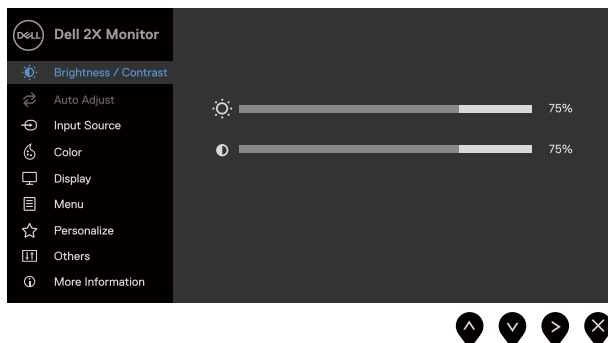 DELL
Dell 2X Monitor
Brightness / Contrast
Auto Adjust
Input Source
Color
Display
Menu
Personalize
Others
More Information
75%
75%